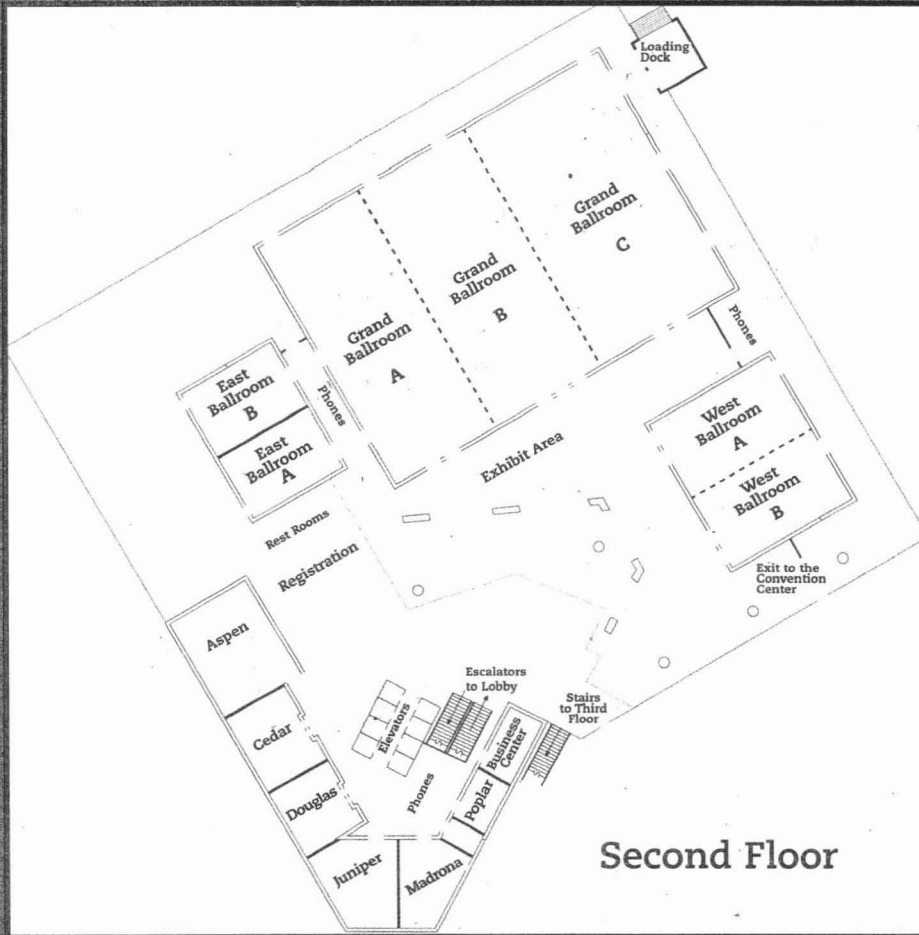 Loading
Dock
Grand
Ballroom
C
Grand
Ballroom
B
Grand
Ballroom
A
Phones
East
Ballroom
B
Phones
East
Ballroom
A
West
Ballroom
A
West
Ballroom
B
Exhibit Area
Rest Rooms
Registration
Exit to the
Convention
Center
Aspen
Escalators
to Lobby
Stairs
to Third
Floor
Elevators
Business
Center
Cedar
Phones
Poplar
Douglas
Juniper
Madrona
Second Floor